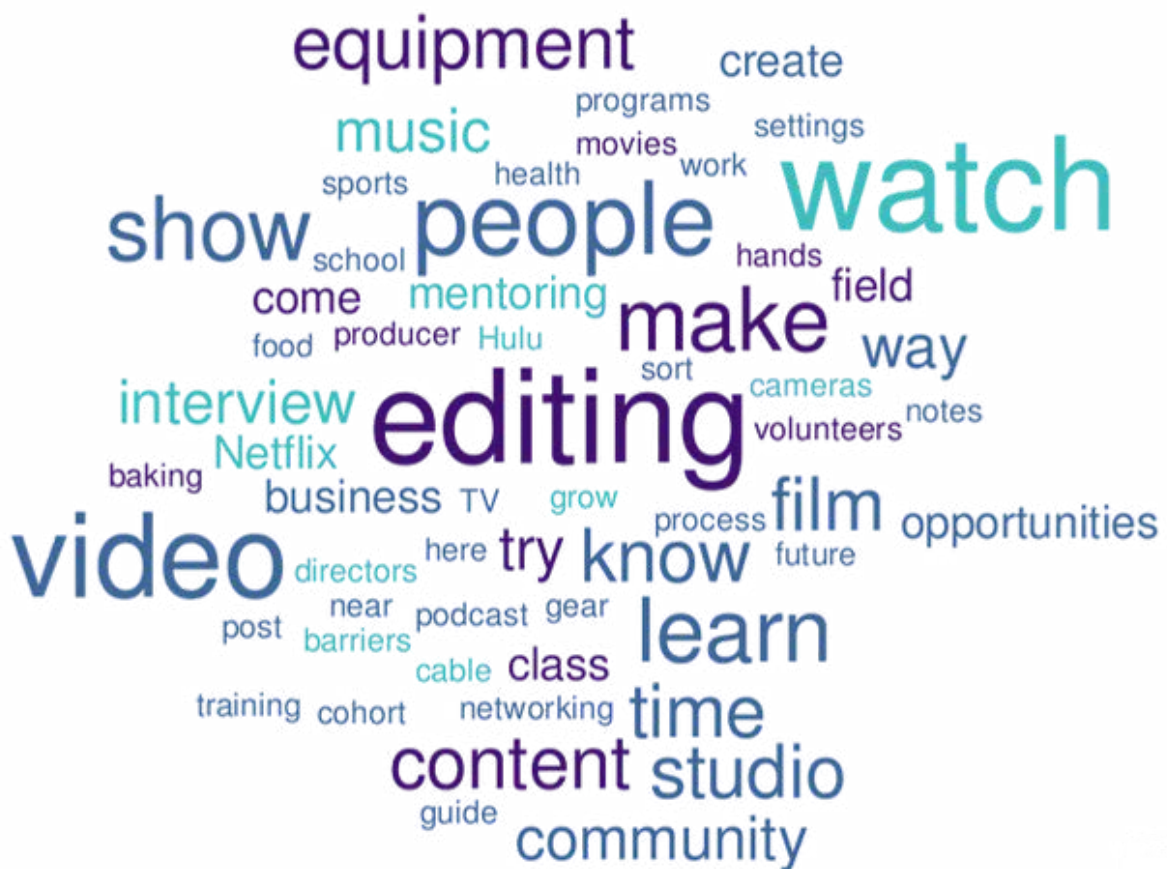 equipment
create
programs
music
settings
movies
watch
work
health
sports
people
show
hands
school
field
mentoring
come
make
producer
Hulu
food
way
sort
editing
cameras
interview
notes
volunteers
Netflix
baking
business
TV
grow
film
process
opportunities
video
here
try
know
future
directors
near
podcast
gear
learn
post
barriers
cable
class
training
cohort
networking
time
content
studio
guide
community